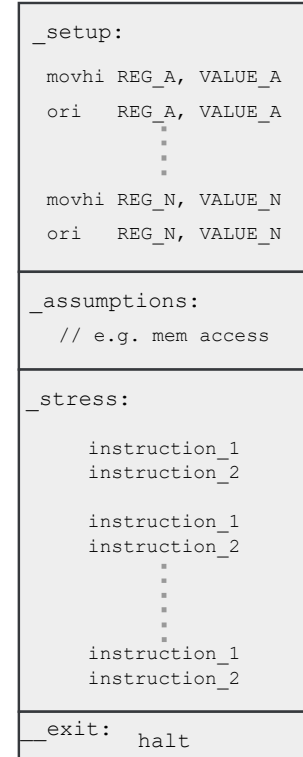 _setup:
movhi REG_A, VALUE_A
ori REG_A, VALUE_A
movhi REG_N, VALUE_N
ori REG_N, VALUE_N
_assumptions:
// e.g. mem access
_stress:
instruction_1
instruction_2
instruction_1
instruction_2
instruction_1
instruction_2
__exit: halt